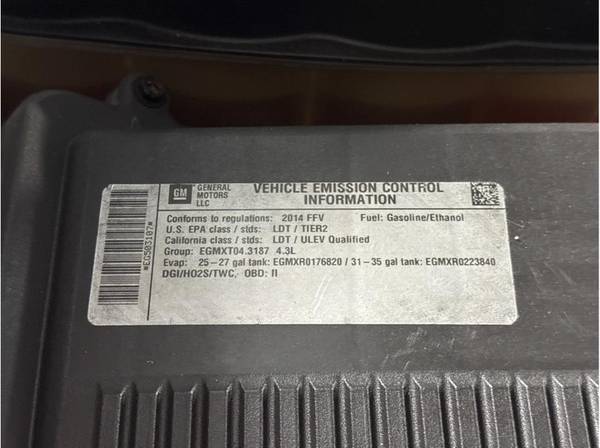 GM
GENERAL MOTORS LLC
VEHICLE EMISSION CONTROL INFORMATION
Conforms to regulations: 2014 FFV Fuel: Gasoline/Ethanol
U.S. EPA class / stds: LDT / TIER2
California class / stds: LDT / ULEV Qualified
Group: EGMXT04.3187 4.3L
Evap: 25-27 gal tank: EGMXR0176820 / 31-35 gal tank: EGMXR0223840
DGI/HO2S/TWC, OBD: II